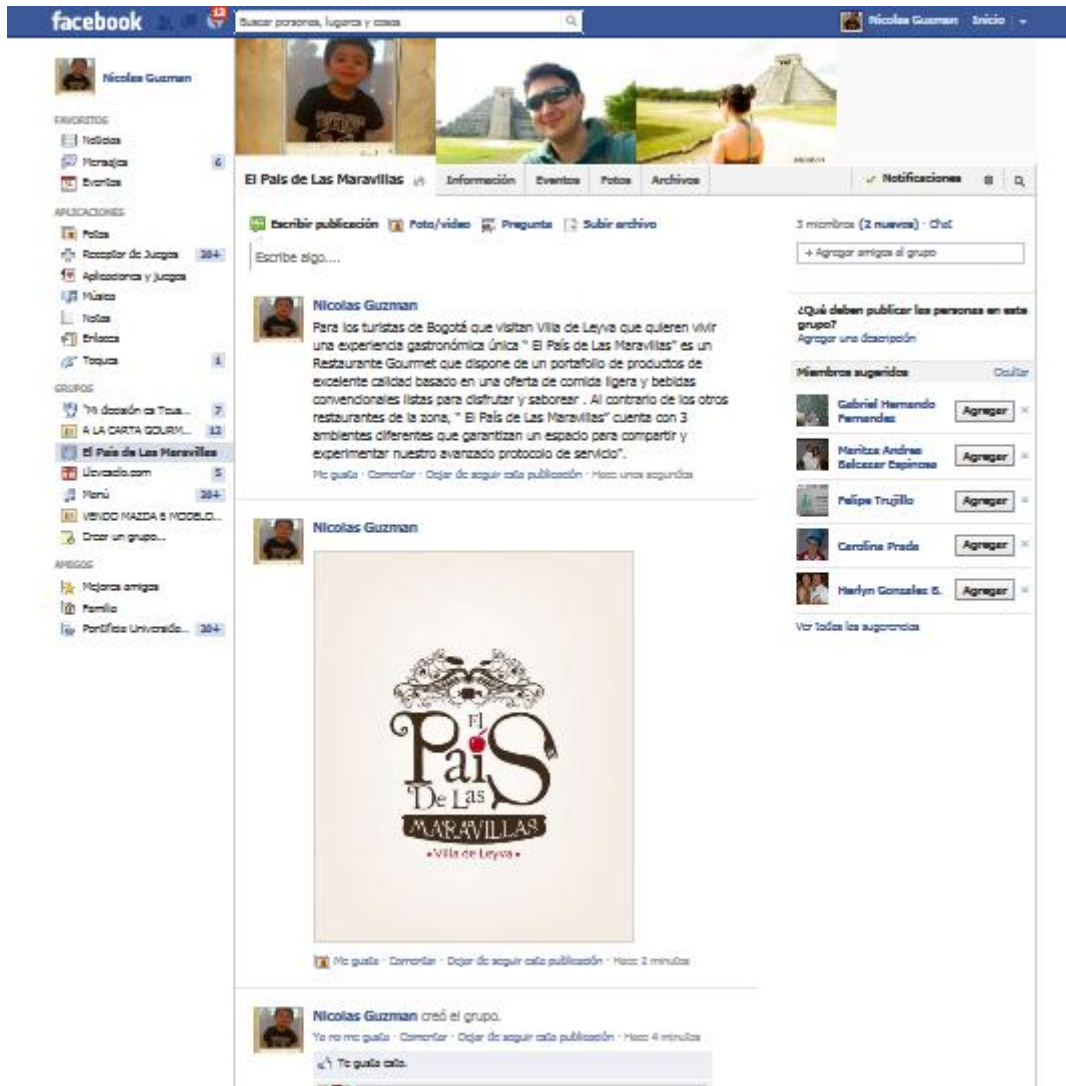 facebook
12
Buscar personas, lugares y cosas
Nicolas Guzman Inicio
Nicolas Guzman
FAVORITOS
Noticias
Mensajes 6
Eventos
APLICACIONES
Fotos
Receptor de Juegos 20+
Aplicaciones y juegos
Música
Notas
Enlaces
Toques 1
GRUPOS
"Mi decisión es Tous... 7
A LA CARTA GOURM... 12
El País de Las Maravillas
Llevealo.com 5
Menú 20+
VENDO MAZDA 6 MODELO...
Crear un grupo...
AMIGOS
Mejores amigos
Familia
Pontificia Universida... 20+
El País de Las Maravillas Información Eventos Fotos Archivos
Notificaciones
Escribir publicación Foto/video Pregunta Subir archivo
Escribe algo....
Nicolas Guzman
Para los turistas de Bogotá que visitan Villa de Leyva que quieren vivir
una experiencia gastronómica única " El País de Las Maravillas" es un
Restaurante Gourmet que dispone de un portafolio de productos de
excelente calidad basado en una oferta de comida ligera y bebidas
convencionales listas para disfrutar y saborear . Al contrario de los otros
restaurantes de la zona, " El País de Las Maravillas" cuenta con 3
ambientes diferentes que garantizan un espacio para compartir y
experimentar nuestro avanzado protocolo de servicio".
Me gusta · Comentar · Dejar de seguir esta publicación · Hace unos segundos
Nicolas Guzman
El
País
De Las
MARAVILLAS
•Villa de Leyva•
Me gusta · Comentar · Dejar de seguir esta publicación · Hace 2 minutos
Nicolas Guzman creó el grupo.
Ya no me gusta · Comentar · Dejar de seguir esta publicación · Hace 4 minutos
Te gusta esto.
3 miembros (2 nuevos) · Chat
+ Agregar amigos al grupo
¿Qué deben publicar las personas en este
grupo?
Agregar una descripción
Miembros sugeridos Ocultar
Gabriel Hernando
Fernandez
Agregar
Maritza Andrea
Balcazar Espinosa
Agregar
Felipe Trujillo Agregar
Carolina Prada Agregar
Harlyn Gonzalez B. Agregar
Ver todas las sugerencias